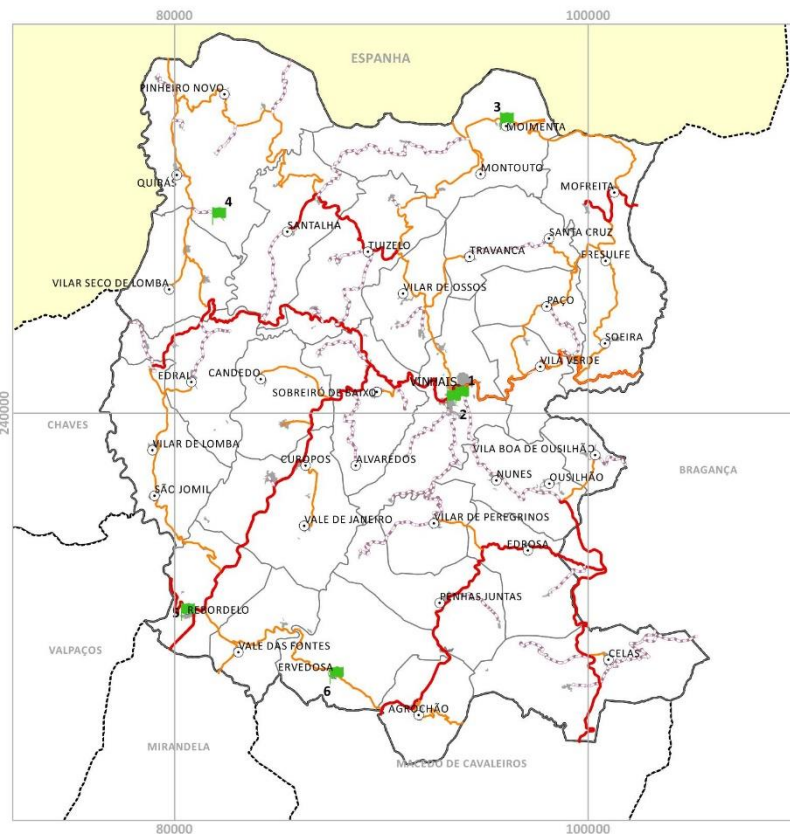 80000
100000
ESPANHA
PINHEIRO NOVO
3
MOIMENTA
MONTOUTO
QUIRÁS
MOFREITA
4
SANTALHA
SANTA CRUZ
TUIZELO
TRAVANCA
FRESULFE
VILAR SECO DE LOMBA
VILAR DE OSSOS
PAÇO
SOEIRA
VILA VERDE
EDRAL
CANDEDO
VINHAIS
1
SOBREIRÓ DE BAIXO
240000
2
CHAVES
VILAR DE LOMBA
VILA BOA DE OUSILHÃO
CUROPOS
ALVAREDOS
BRAGANÇA
NUNES
OUSILHÃO
SÃO JOMIL
VALE DE JANEIRO
VILAR DE PEREGRINOS
EDROSA
PENHAS JUNTAS
5
REBORDELO
VALPAÇOS
VALE DAS FONTES
CELAS
ERVEDOSA
6
AGROCHÃO
MIRANDELA
MACEDO DE CAVALEIROS
80000
100000